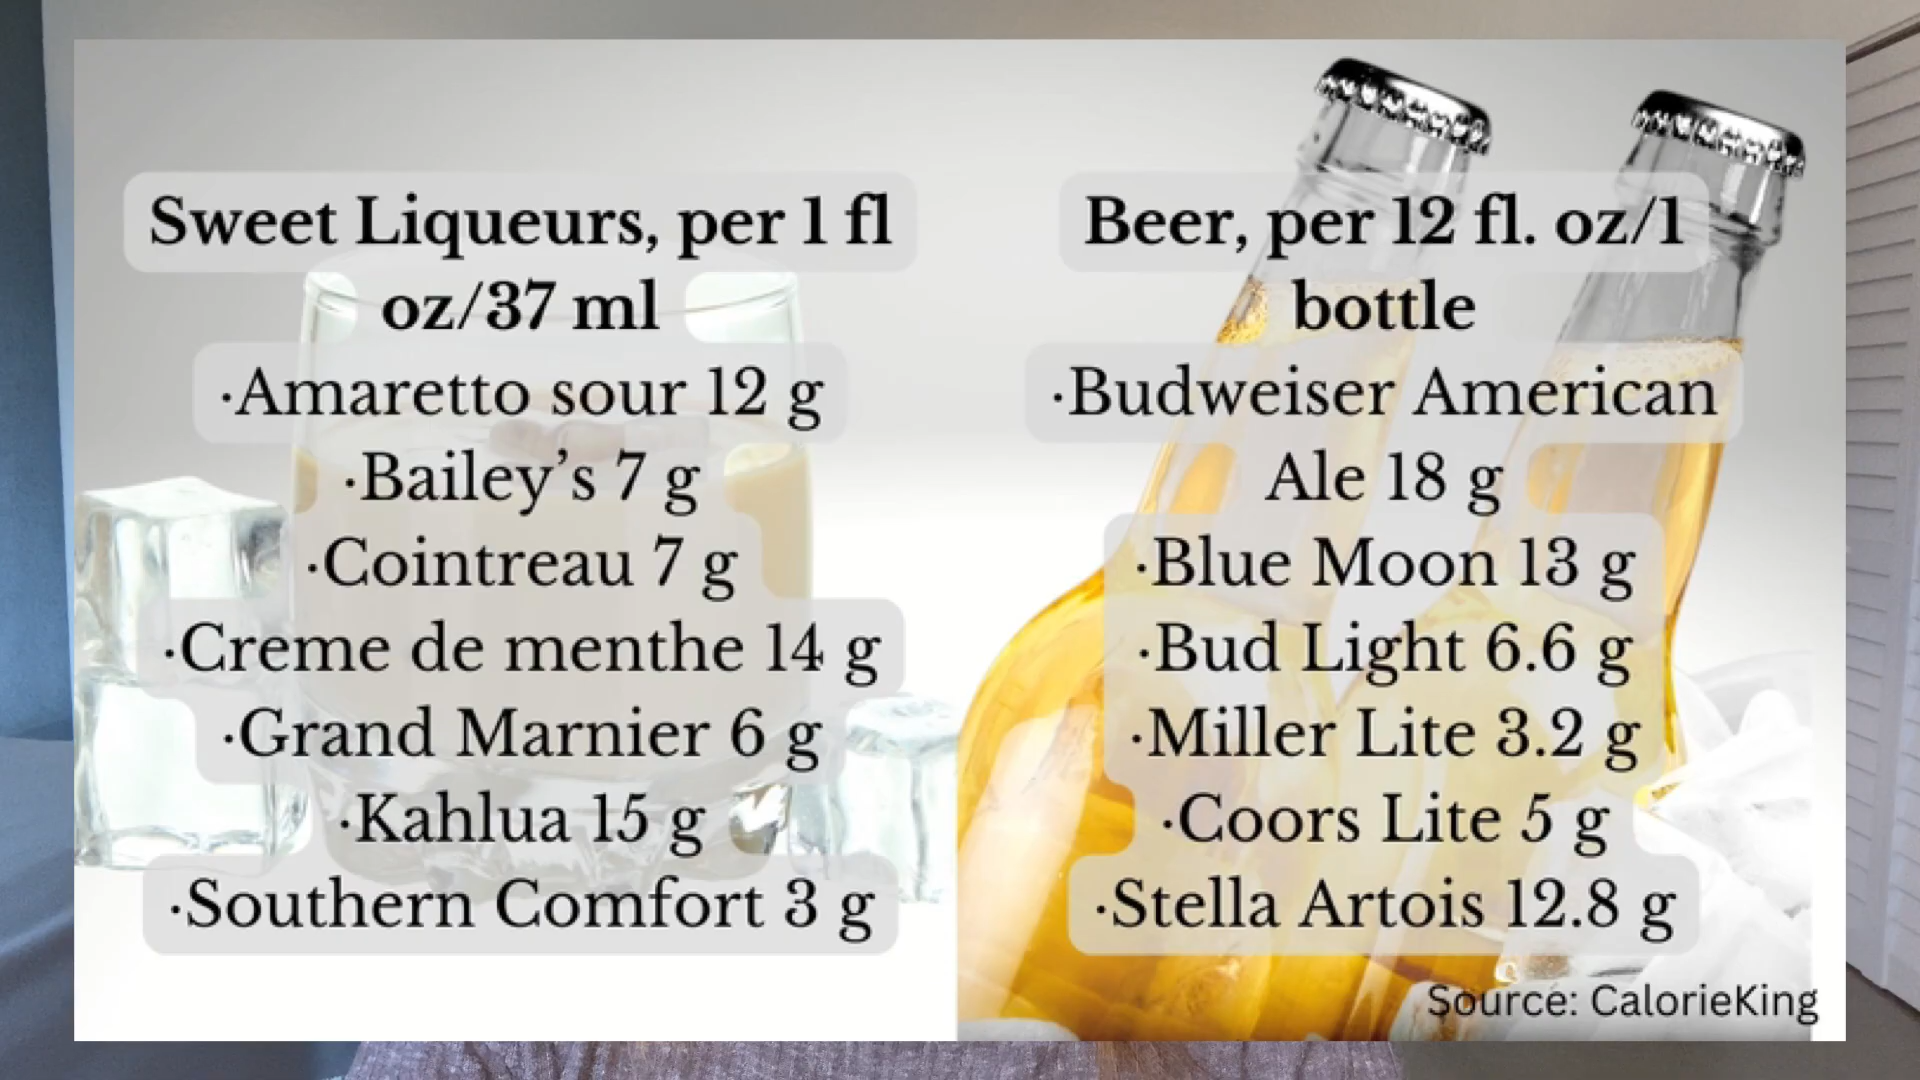 Sweet Liqueurs, per 1 fl
oz/37 ml
·Amaretto sour 12 g
·Bailey’s 7 g
·Cointreau 7 g
·Creme de menthe 14 g
·Grand Marnier 6 g
·Kahlua 15 g
·Southern Comfort 3 g
Beer, per 12 fl. oz/1
bottle
·Budweiser American
Ale 18 g
·Blue Moon 13 g
·Bud Light 6.6 g
·Miller Lite 3.2 g
·Coors Lite 5 g
·Stella Artois 12.8 g
Source: CalorieKing